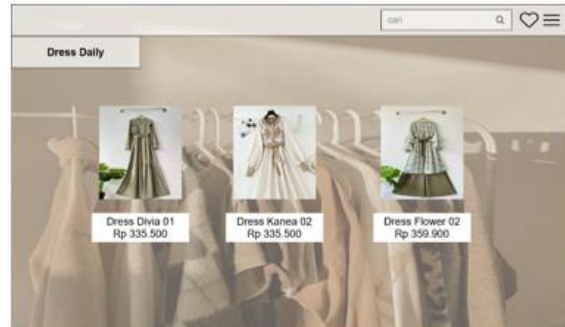 cari
Dress Daily
Dress Divia 01
Rp 335.500
Dress Kanea 02
Rp 335.500
Dress Flower 02
Rp 359.900